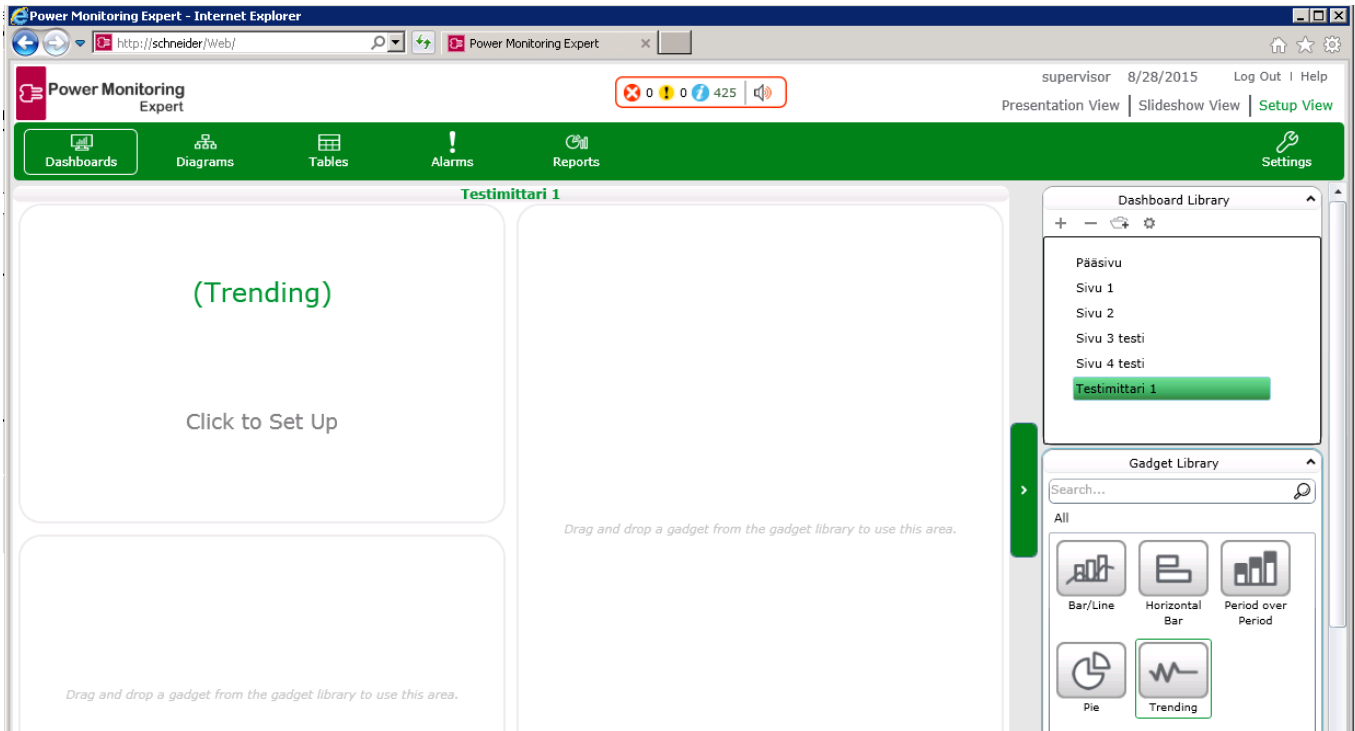 Power Monitoring Expert - Internet Explorer
http://schneider/Web/
Power Monitoring Expert
Power Monitoring
Expert
0 0 425
supervisor 8/28/2015 Log Out | Help
Presentation View | Slideshow View | Setup View
Dashboards Diagrams Tables Alarms Reports Settings
Testimittari 1
(Trending)
Click to Set Up
Drag and drop a gadget from the gadget library to use this area.
Drag and drop a gadget from the gadget library to use this area.
Dashboard Library
Pääsivu
Sivu 1
Sivu 2
Sivu 3 testi
Sivu 4 testi
Testimittari 1
Gadget Library
Search...
All
Bar/Line
Horizontal
Bar
Period over
Period
Pie
Trending